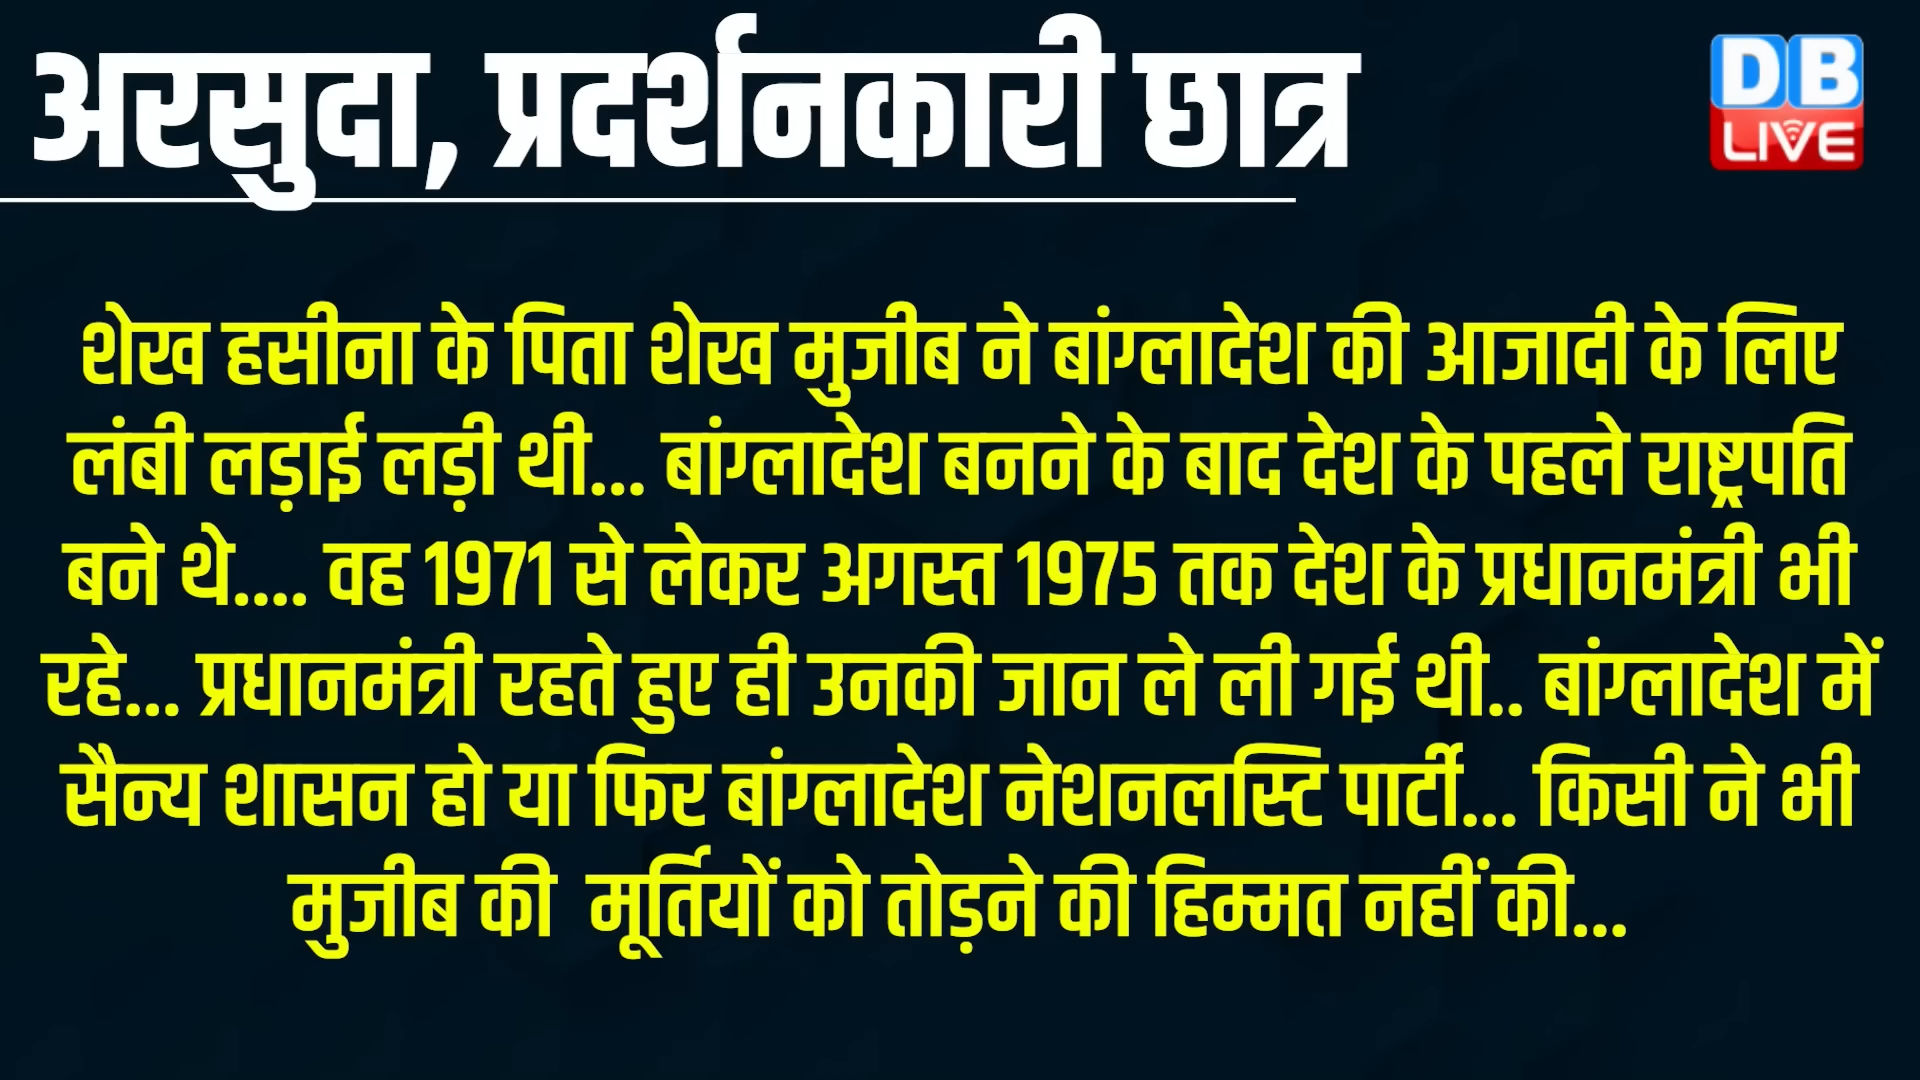 अरसुदा, प्रदर्शनकारी छात्र
DB
LIVE
शेख हसीना के पिता शेख मुजीब ने बांग्लादेश की आजादी के लिए
लंबी लड़ाई लड़ी थी... बांग्लादेश बनने के बाद देश के पहले राष्ट्रपति
बने थे.... वह 1971 से लेकर अगस्त 1975 तक देश के प्रधानमंत्री भी
रहे... प्रधानमंत्री रहते हुए ही उनकी जान ले ली गई थी.. बांग्लादेश में
सैन्य शासन हो या फिर बांग्लादेश नेशनलस्टि पार्टी... किसी ने भी
मुजीब की  मूर्तियों को तोड़ने की हिम्मत नहीं की...